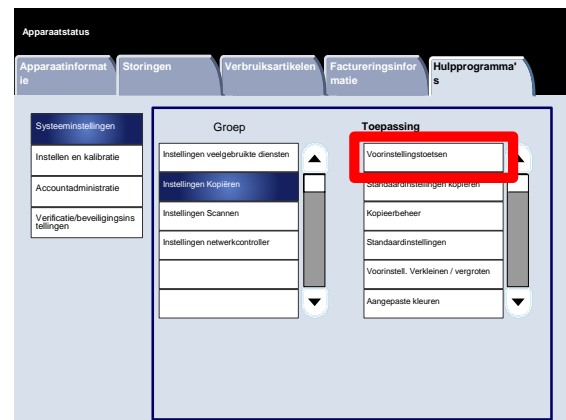 Apparaatstatus
Apparaatinformat
ie
Storingen
Verbruiksartikelen
Factureringsinfor
matie
Hulpprogramma'
s
Systeeminstellingen
Instellen en kalibratie
Accountadministratie
Verificatie/beveiligingsins
tellingen
Groep
Instellingen veelgebruikte diensten
Instellingen Kopiëren
Instellingen Scannen
Instellingen netwerkcontroller
Toepassing
Voorinstellingstoetsen
Standaardinstellingen kopiëren
Kopieerbeheer
Standaardinstellingen
Voorinstell. Verkleinen / vergroten
Aangepaste kleuren